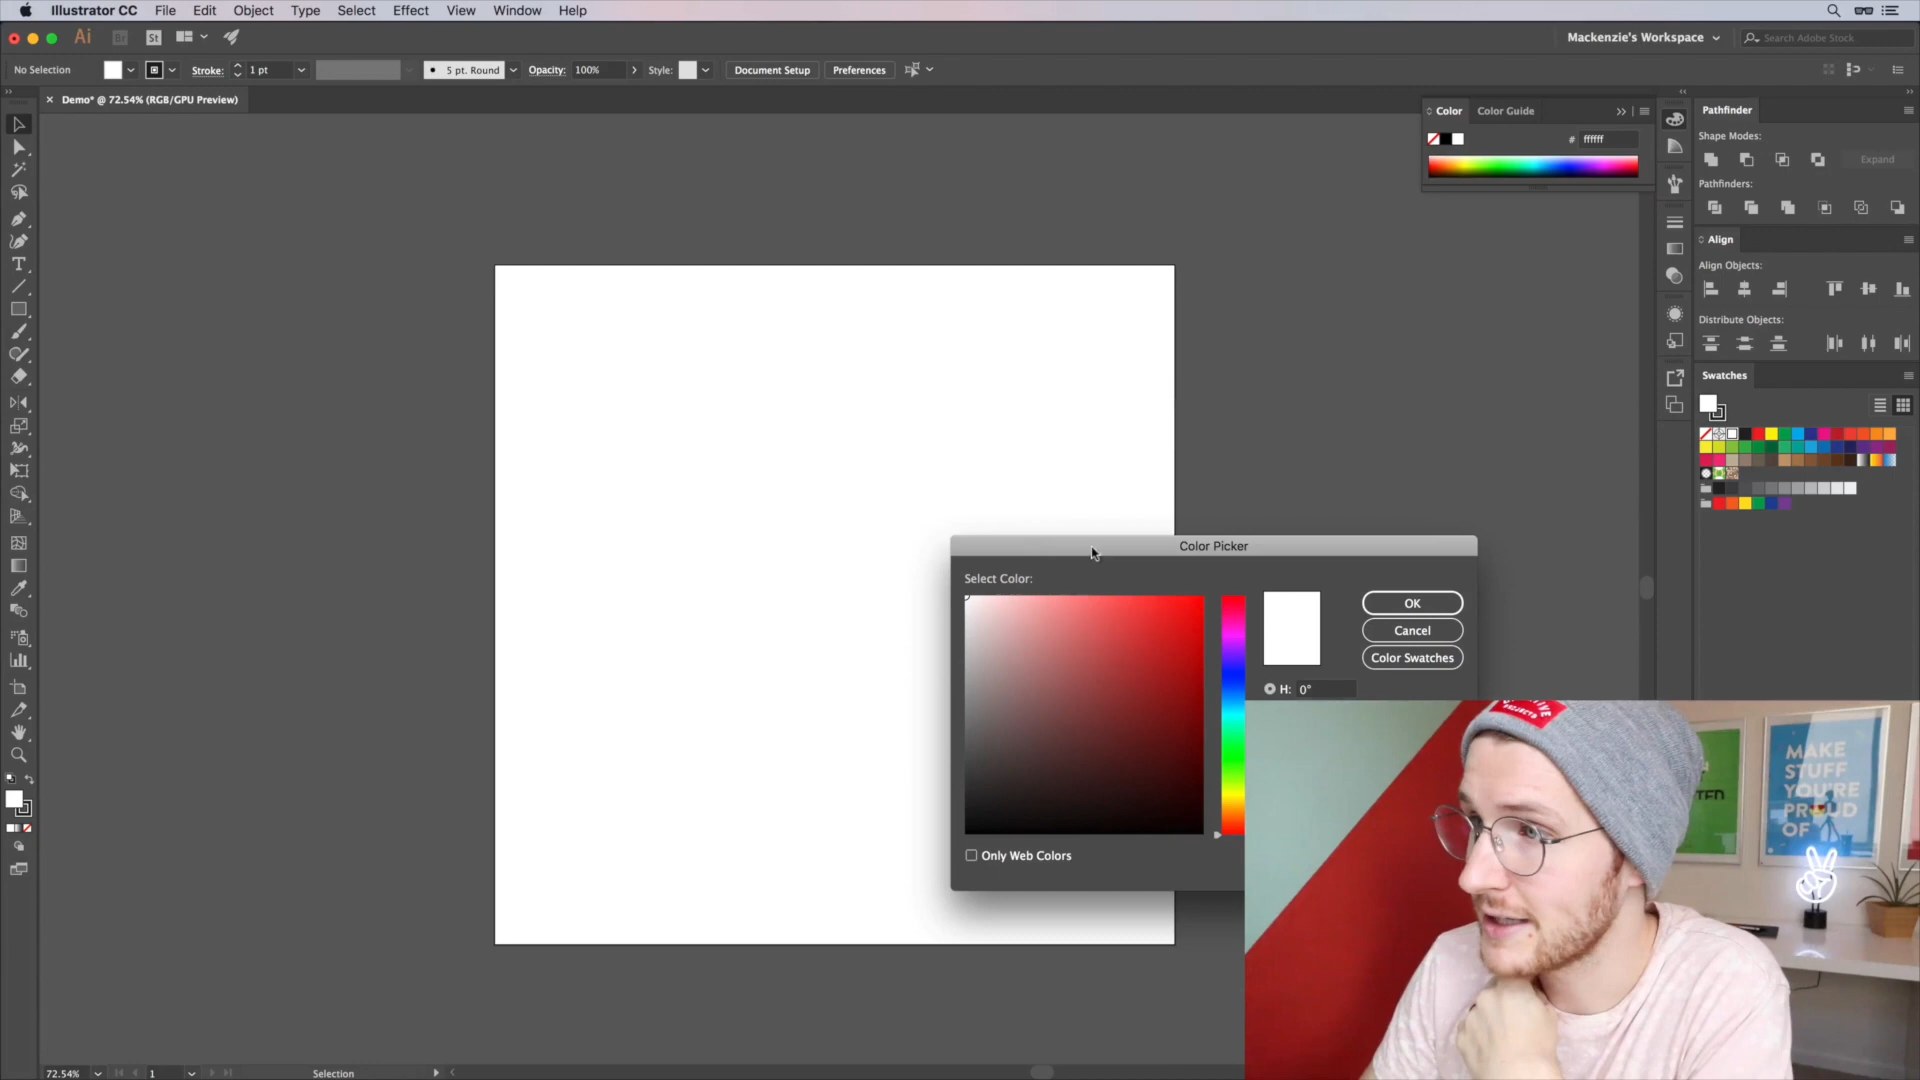 Illustrator CC File Edit Object Type Select Effect View Window Help
Ai Br St Mackenzie's Workspace Search Adobe Stock
No Selection Stroke: 1 pt 5 pt. Round Opacity: 100% Style: Document Setup Preferences
× Demo* @ 72.54% (RGB/GPU Preview)
Color Color Guide
# ffffff
Pathfinder
Shape Modes:
Expand
Pathfinders:
Align
Align Objects:
Distribute Objects:
Swatches
Color Picker
Select Color:
OK
Cancel
Color Swatches
H: 0°
Only Web Colors
MAKE
STUFF
YOU'RE
PROUD
OF
72.54% 1 Selection